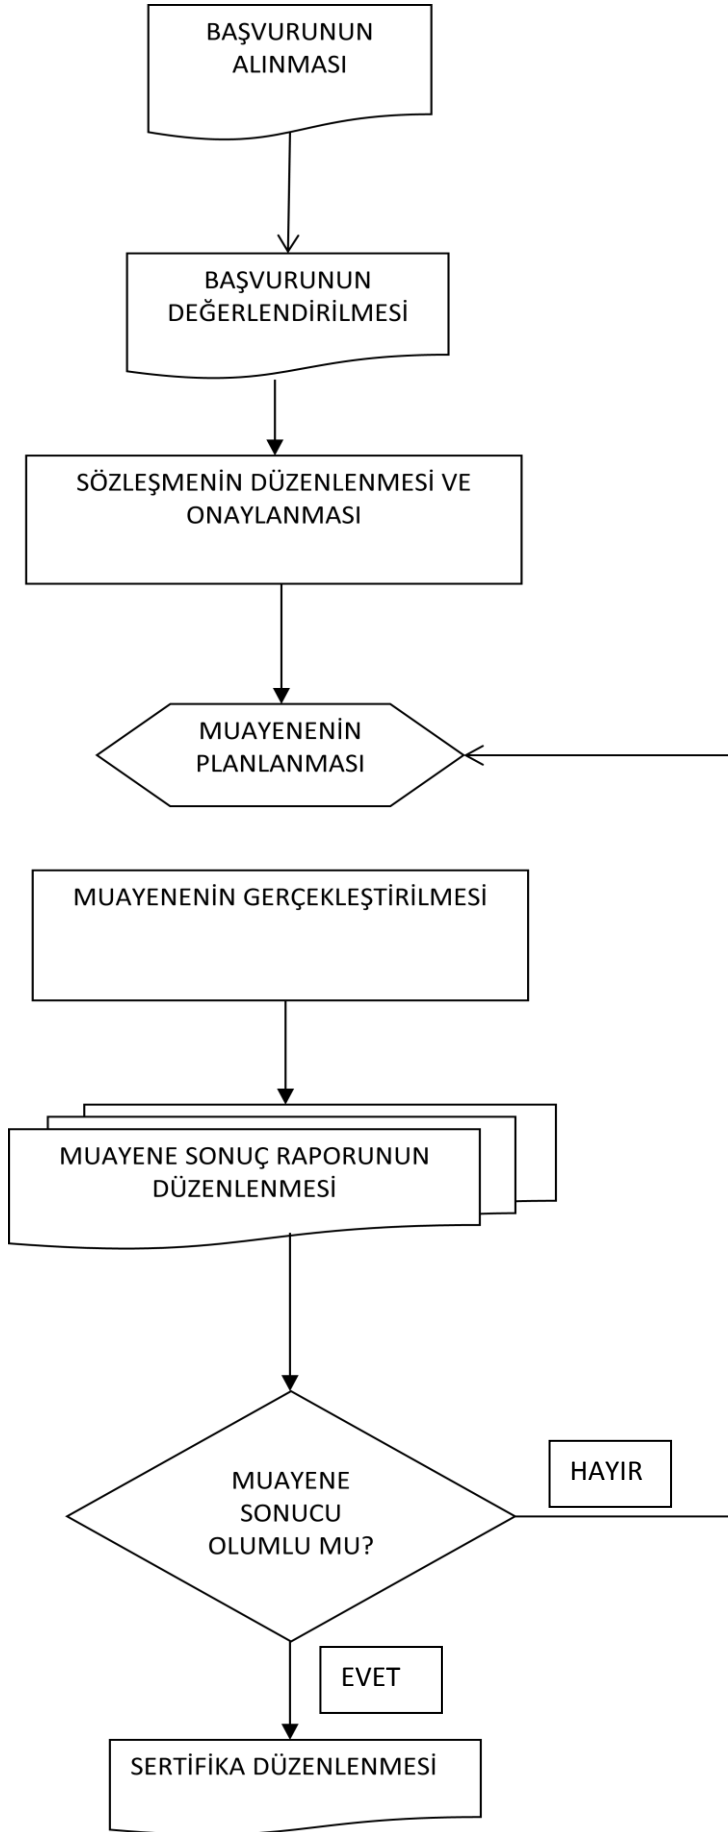 BAŞVURUNUN
ALINMASI
BAŞVURUNUN
DEĞERLENDİRİLMESİ
SÖZLEŞMENİN DÜZENLENMESİ VE
ONAYLANMASI
MUAYENENİN
PLANLANMASI
MUAYENENİN GERÇEKLEŞTİRİLMESİ
MUAYENE SONUÇ RAPORUNUN
DÜZENLENMESİ
MUAYENE
SONUCU
OLUMLU MU?
HAYIR
EVET
SERTİFİKA DÜZENLENMESİ